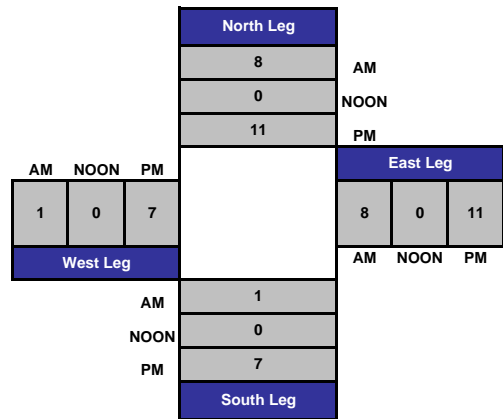 North Leg
8 AM
0 NOON
11 PM
AM NOON PM East Leg
1 0 7 8 0 11
West Leg AM NOON PM
AM 1
NOON 0
PM 7
South Leg